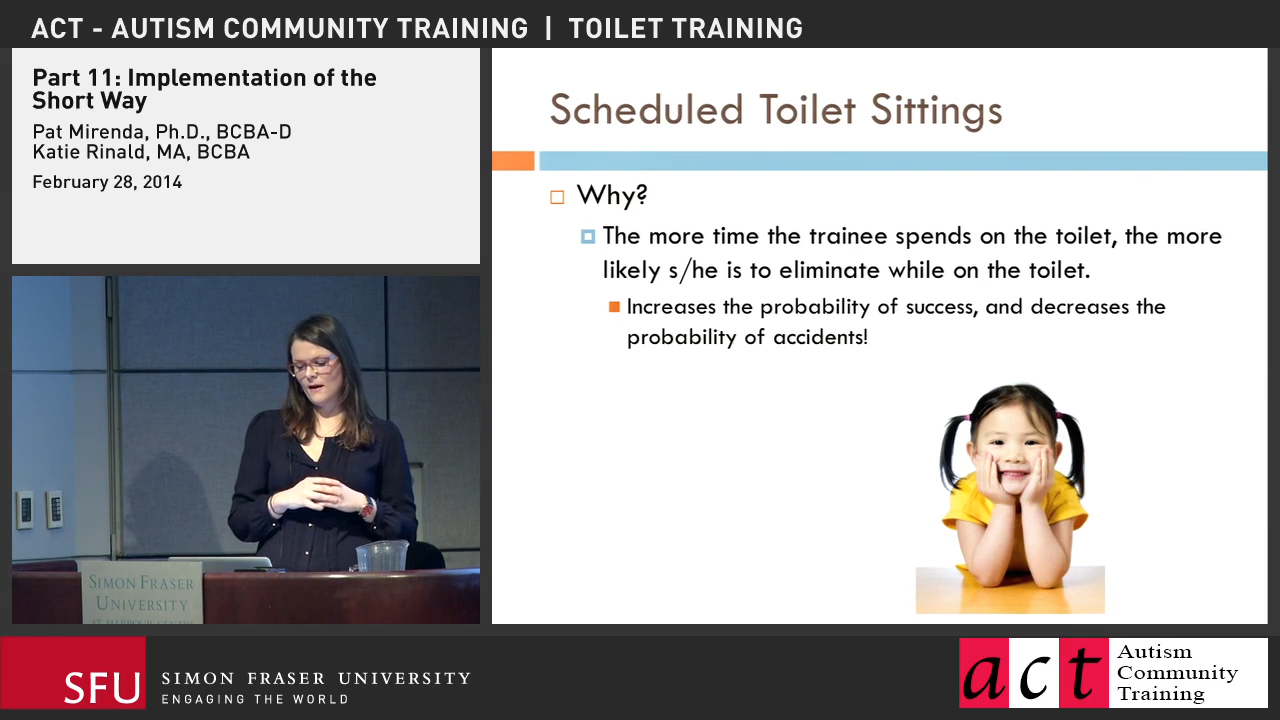 ACT - AUTISM COMMUNITY TRAINING | TOILET TRAINING
Part 11: Implementation of the
Short Way
Pat Mirenda, Ph.D., BCBA-D
Katie Rinald, MA, BCBA
February 28, 2014
Scheduled Toilet Sittings
Why?
The more time the trainee spends on the toilet, the more
likely s/he is to eliminate while on the toilet.
Increases the probability of success, and decreases the
probability of accidents!
SIMON FRASER
UNIVERSITY
AT HARBOUR CENTRE
SFU
SIMON FRASER UNIVERSITY
ENGAGING THE WORLD
act
Autism
Community
Training